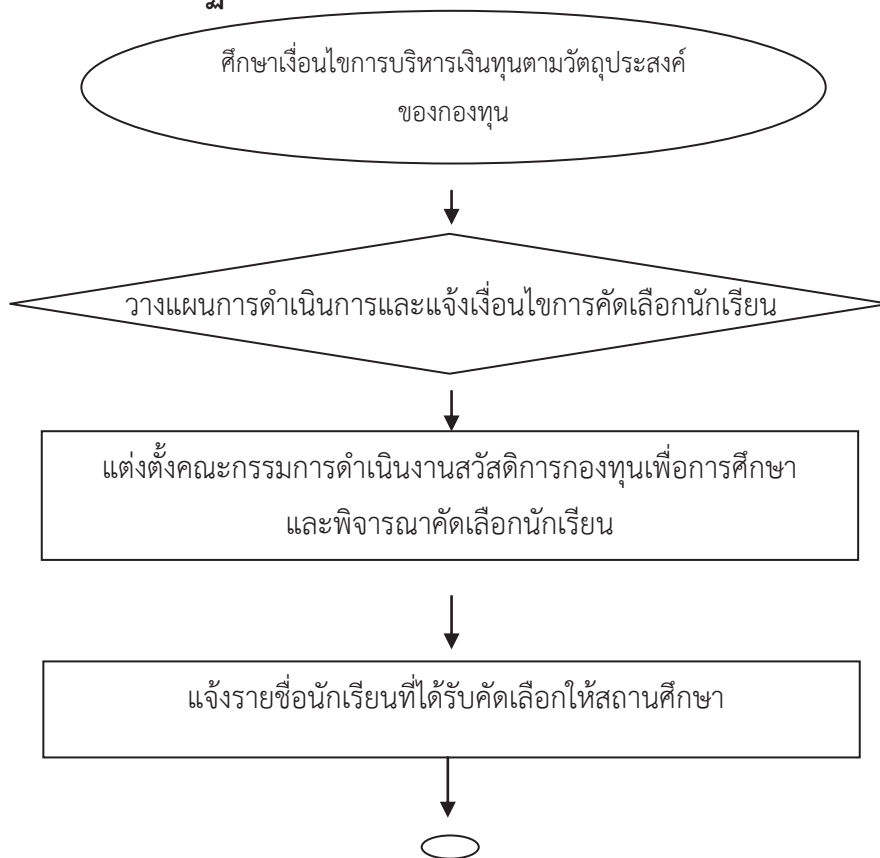 ศึกษาเงื่อนไขการบริหารเงินทุนตามวัตถุประสงค์
ของกองทุน
วางแผนการดำเนินการและแจ้งเงื่อนไขการคัดเลือกนักเรียน
แต่งตั้งคณะกรรมการดำเนินงานสวัสดิการกองทุนเพื่อการศึกษา
และพิจารณาคัดเลือกนักเรียน
แจ้งรายชื่อนักเรียนที่ได้รับคัดเลือกให้สถานศึกษา